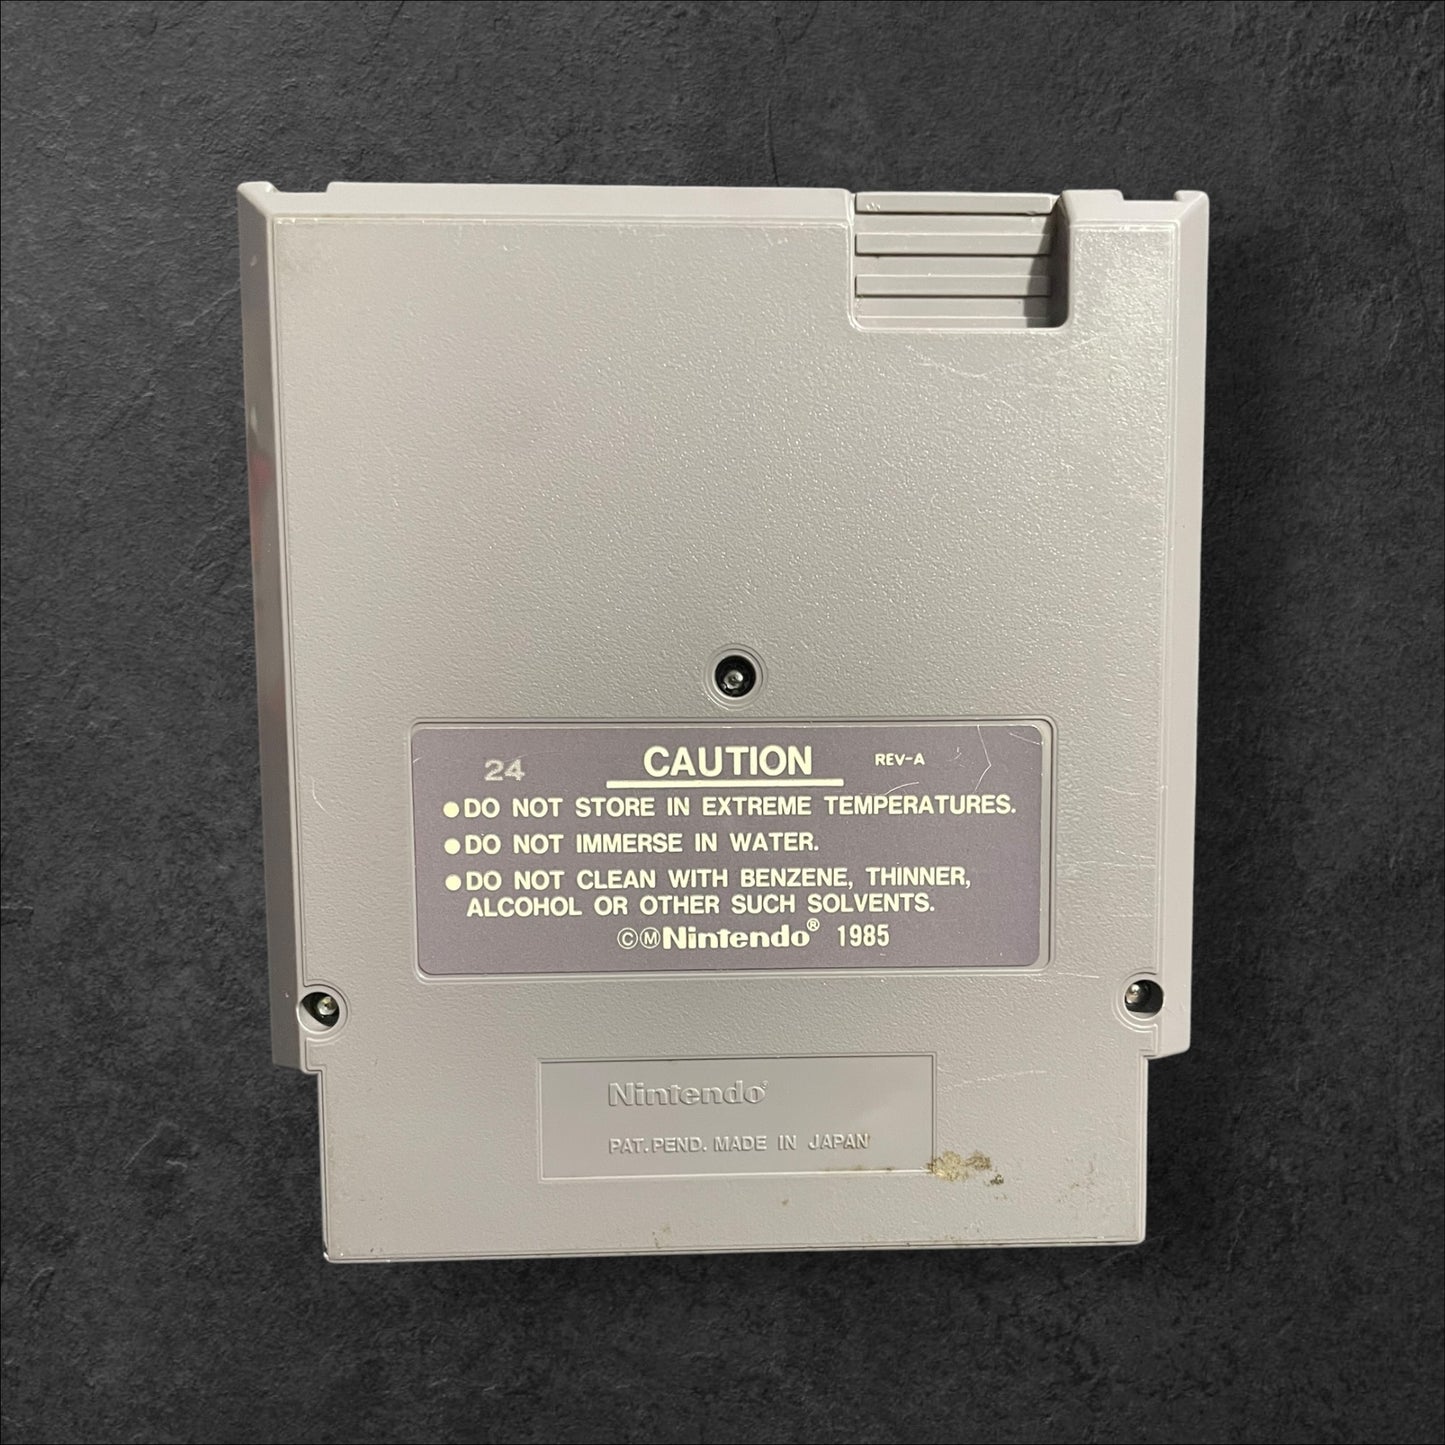 24 CAUTION REV-A
●DO NOT STORE IN EXTREME TEMPERATURES.
●DO NOT IMMERSE IN WATER.
●DO NOT CLEAN WITH BENZENE, THINNER,
ALCOHOL OR OTHER SUCH SOLVENTS.
ⒸⓂNintendo® 1985
Nintendo®
PAT.PEND. MADE IN JAPAN